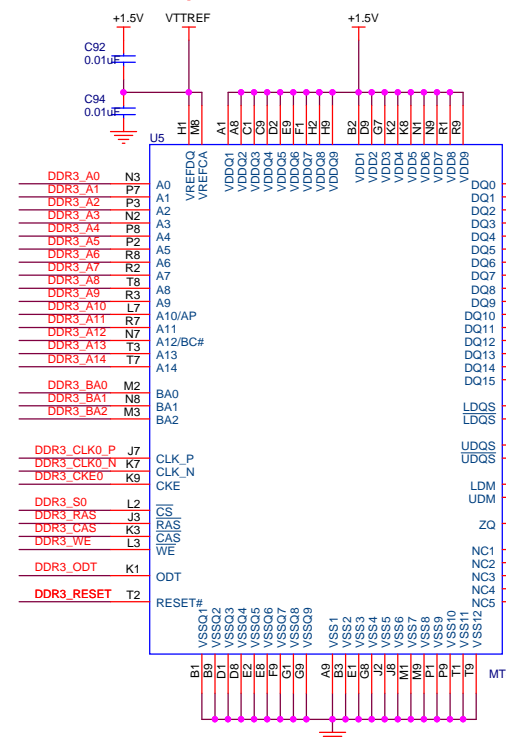 +1.5V VTTREF +1.5V
C92
0.01uF
C94
0.01uF
H1 M8 A1 A8 C1 C9 D2 E9 F1 H2 H9 B2 D9 G7 K2 K8 N1 N9 R1 R9
U5
VREFDQ VREFCA VDDQ1 VDDQ2 VDDQ3 VDDQ4 VDDQ5 VDDQ6 VDDQ7 VDDQ8 VDDQ9 VDD1 VDD2 VDD3 VDD4 VDD5 VDD6 VDD7 VDD8 VDD9
DDR3_A0 N3 A0 DQ0
DDR3_A1 P7 A1 DQ1
DDR3_A2 P3 A2 DQ2
DDR3_A3 N2 A3 DQ3
DDR3_A4 P8 A4 DQ4
DDR3_A5 P2 A5 DQ5
DDR3_A6 R8 A6 DQ6
DDR3_A7 R2 A7 DQ7
DDR3_A8 T8 A8 DQ8
DDR3_A9 R3 A9 DQ9
DDR3_A10 L7 A10/AP DQ10
DDR3_A11 R7 A11 DQ11
DDR3_A12 N7 A12/BC# DQ12
DDR3_A13 T3 A13 DQ13
DDR3_A14 T7 A14 DQ14
DQ15
DDR3_BA0 M2 BA0
DDR3_BA1 N8 BA1 LDQS
DDR3_BA2 M3 BA2 LDQS
UDQS
DDR3_CLK0_P J7 CLK_P UDQS
DDR3_CLK0_N K7 CLK_N
DDR3_CKE0 K9 CKE LDM
UDM
DDR3_S0 L2 CS
DDR3_RAS J3 RAS ZQ
DDR3_CAS K3 CAS
DDR3_WE L3 WE NC1
NC2
DDR3_ODT K1 ODT NC3
NC4
DDR3_RESET T2 RESET# NC5
VSSQ1 VSSQ2 VSSQ3 VSSQ4 VSSQ5 VSSQ6 VSSQ7 VSSQ8 VSSQ9 VSS1 VSS2 VSS3 VSS4 VSS5 VSS6 VSS7 VSS8 VSS9 VSS10 VSS11 VSS12
B1 B9 D1 D8 E2 E8 F9 G1 G9 A9 B3 E1 G8 J2 J8 M1 M9 P1 P9 T1 T9
MT